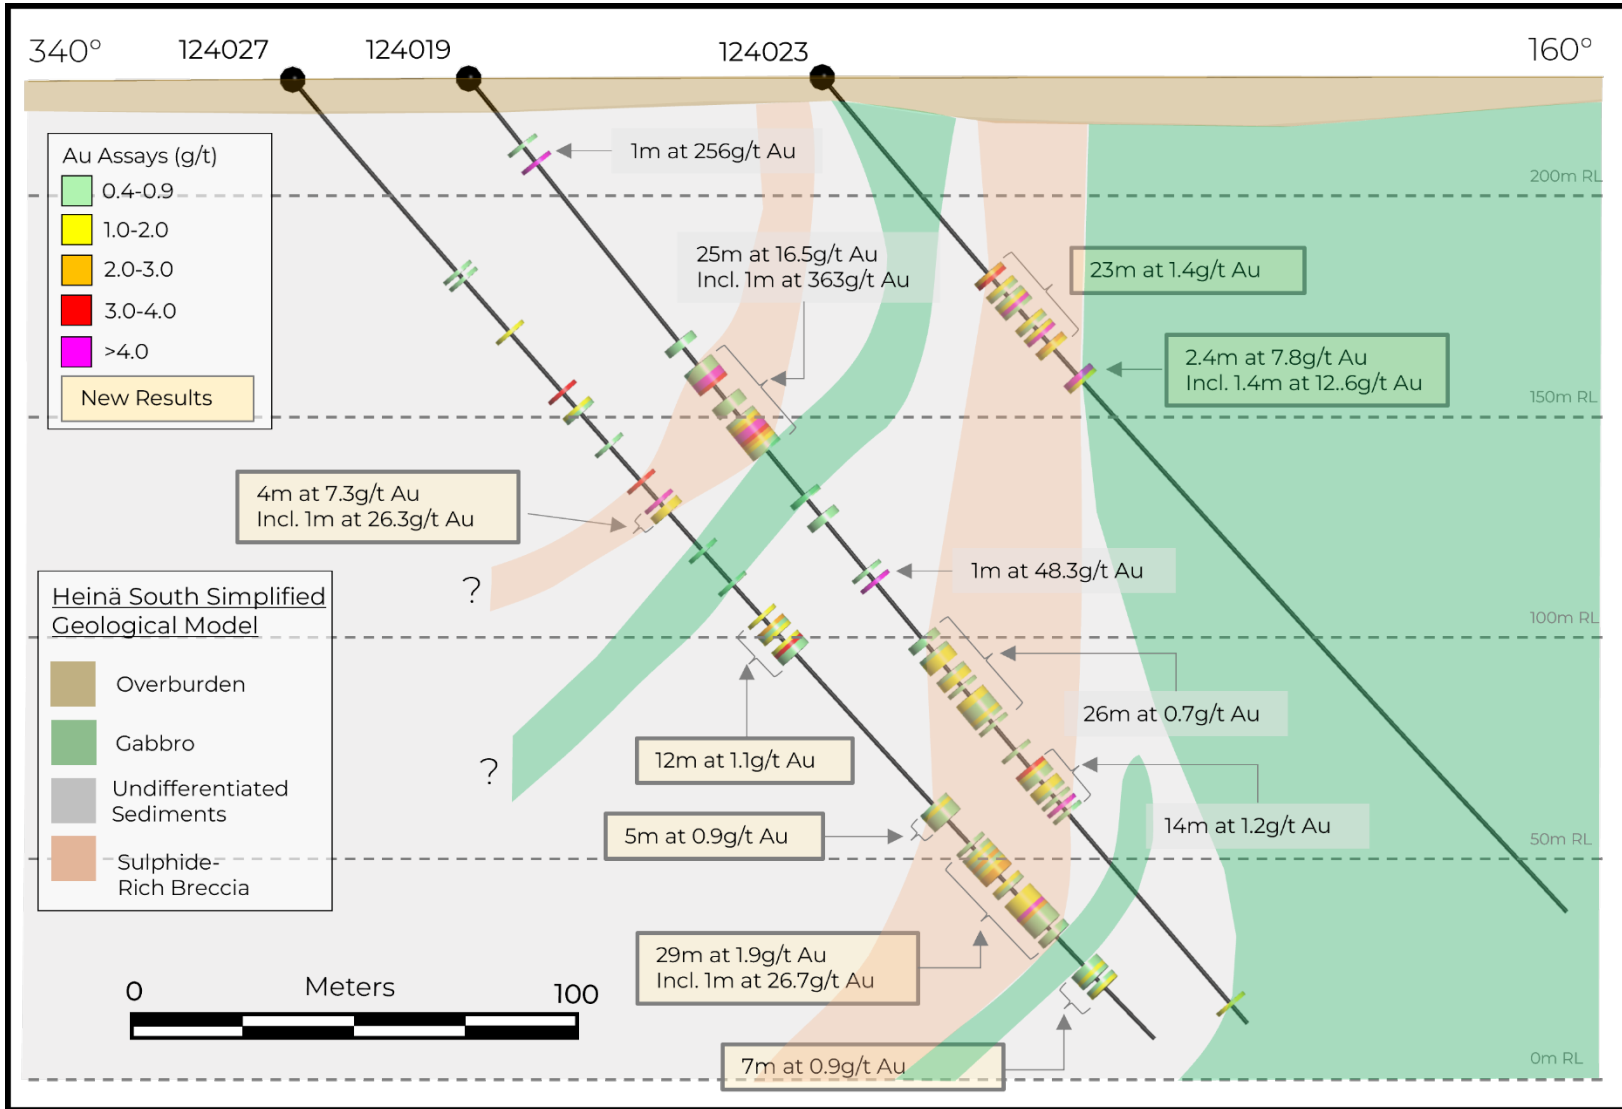 340°
124027
124019
124023
160°
Au Assays (g/t)
0.4-0.9
1.0-2.0
2.0-3.0
3.0-4.0
>4.0
New Results
1m at 256g/t Au
200m RL
25m at 16.5g/t Au
Incl. 1m at 363g/t Au
23m at 1.4g/t Au
2.4m at 7.8g/t Au
Incl. 1.4m at 12..6g/t Au
150m RL
4m at 7.3g/t Au
Incl. 1m at 26.3g/t Au
?
1m at 48.3g/t Au
100m RL
Heinä South Simplified
Geological Model
Overburden
Gabbro
Undifferentiated
Sediments
Sulphide-
Rich Breccia
26m at 0.7g/t Au
12m at 1.1g/t Au
?
5m at 0.9g/t Au
14m at 1.2g/t Au
50m RL
29m at 1.9g/t Au
Incl. 1m at 26.7g/t Au
0
Meters
100
7m at 0.9g/t Au
0m RL